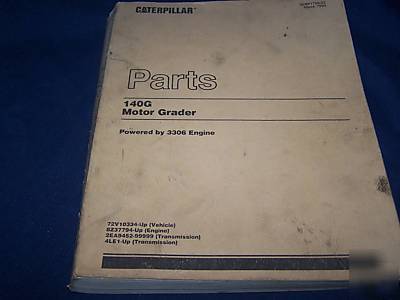 CATERPILLAR
Parts
140G
Motor Grader
Powered by 3306 Engine
72V10334-Up (Vehicle)
8Z37794-Up (Engine)
2EA9452-99999 (Transmission)
4LE1-Up (Transmission)